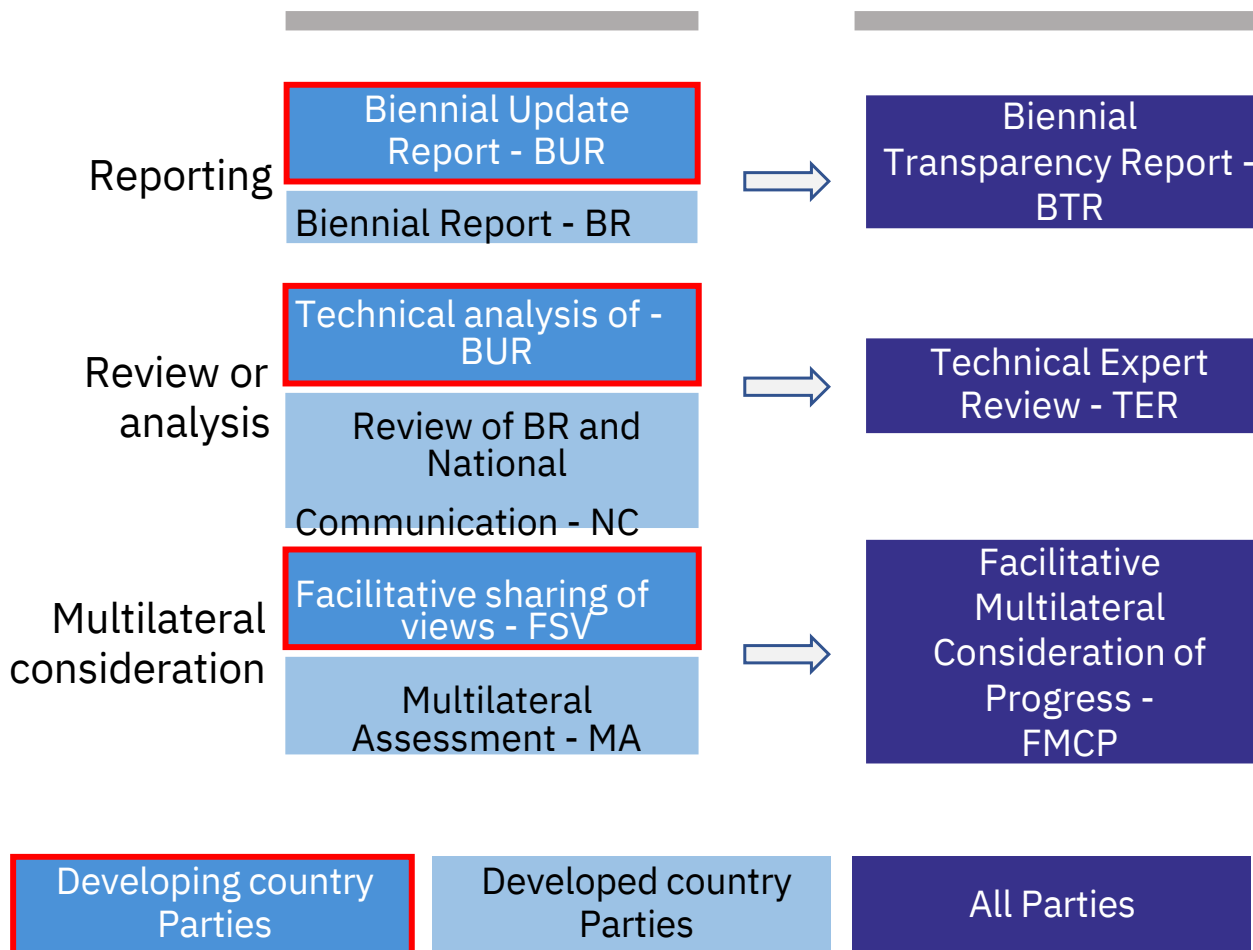 Reporting
Biennial Update
Report - BUR
Biennial Report - BR
Biennial
Transparency Report -
BTR
Review or
analysis
Technical analysis of -
BUR
Review of BR and
National
Communication - NC
Technical Expert
Review - TER
Multilateral
consideration
Facilitative sharing of
views - FSV
Multilateral
Assessment - MA
Facilitative
Multilateral
Consideration of
Progress -
FMCP
Developing country
Parties
Developed country
Parties
All Parties